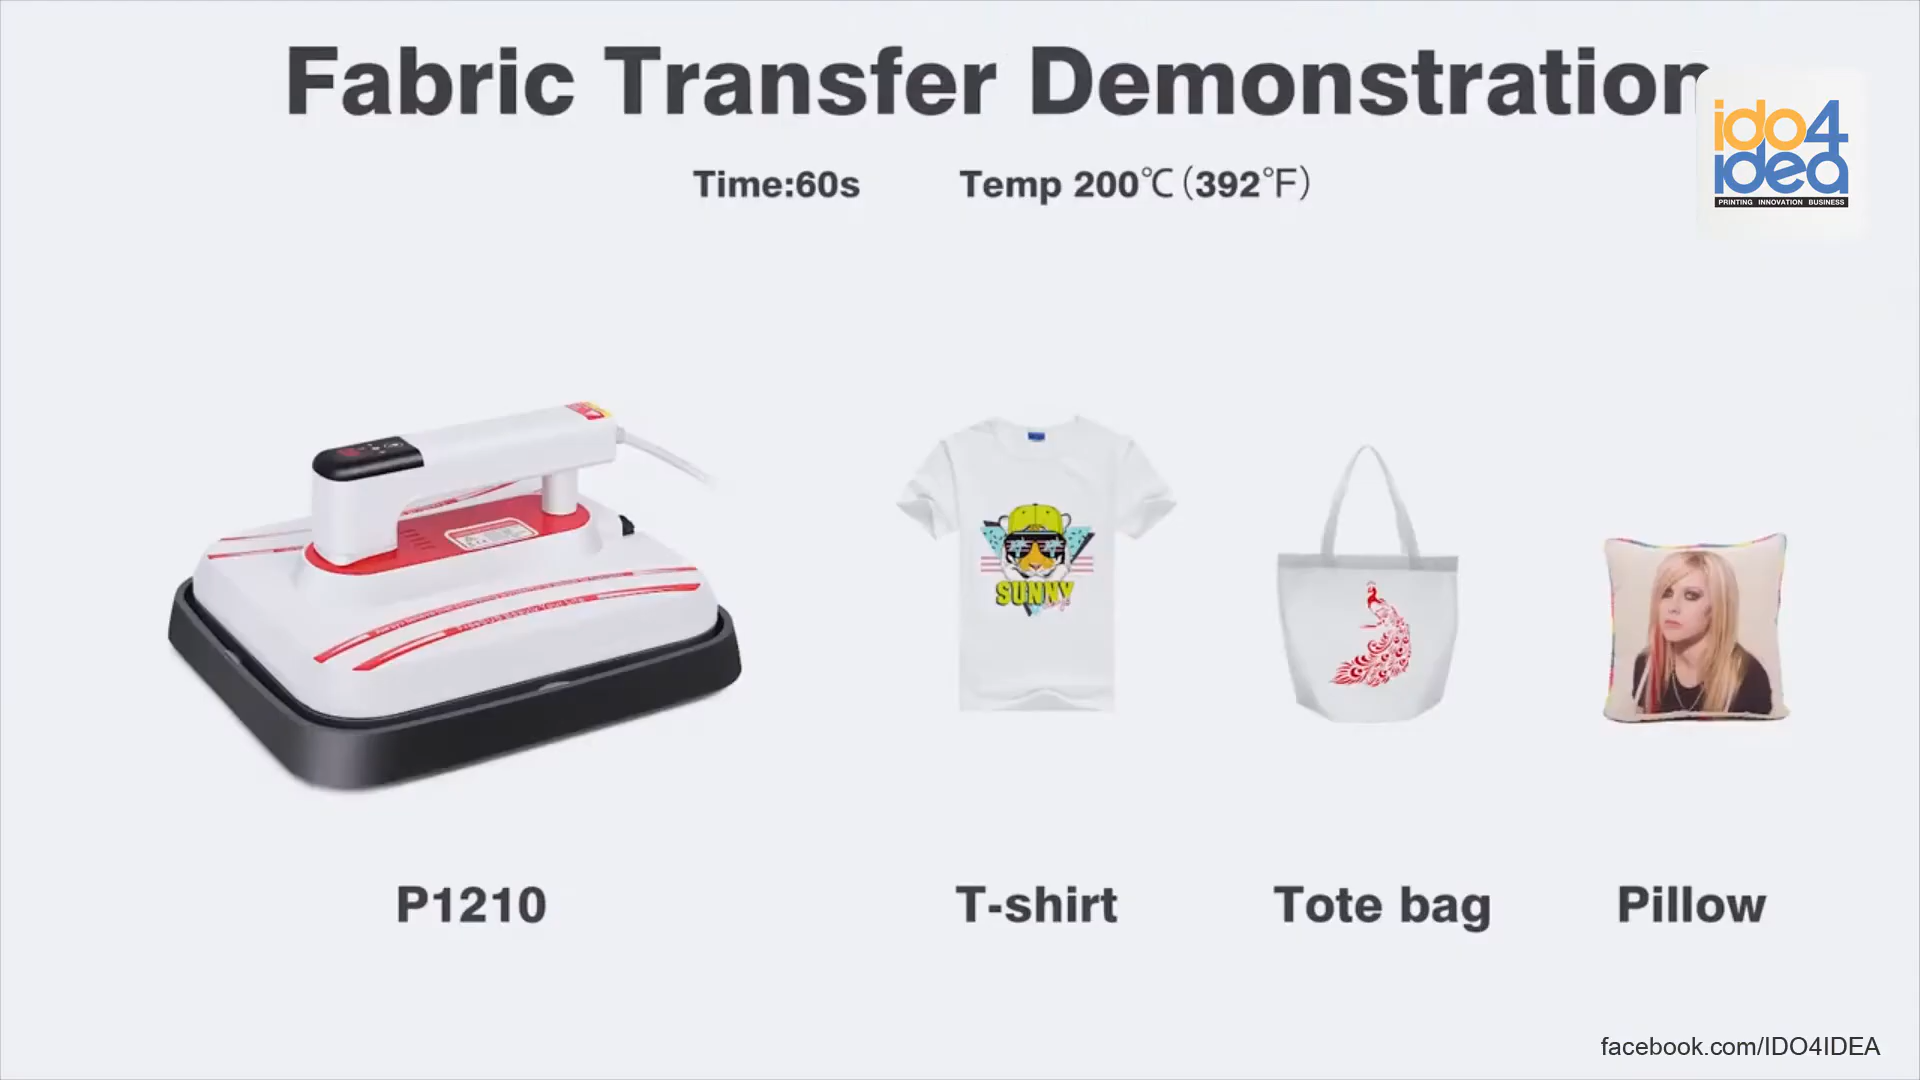 Fabric Transfer Demonstration
Time:60s Temp 200℃(392℉)
ido4
idea
PRINTING INNOVATION BUSINESS
SUNNY
P1210
T-shirt
Tote bag
Pillow
facebook.com/IDO4IDEA